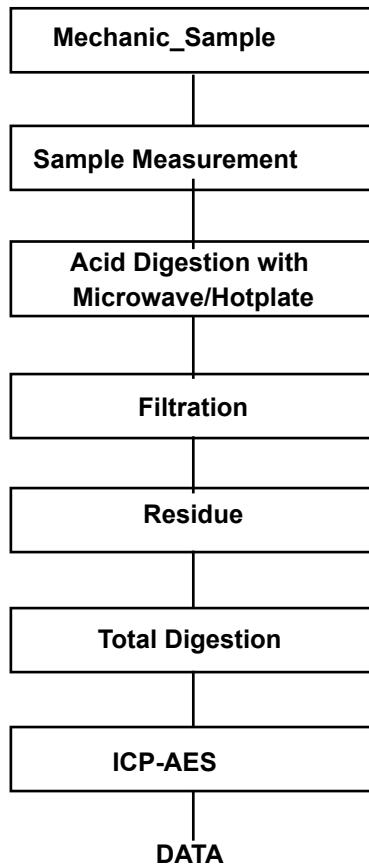 Mechanic_Sample
Sample Measurement
Acid Digestion with
Microwave/Hotplate
Filtration
Residue
Total Digestion
ICP-AES
DATA